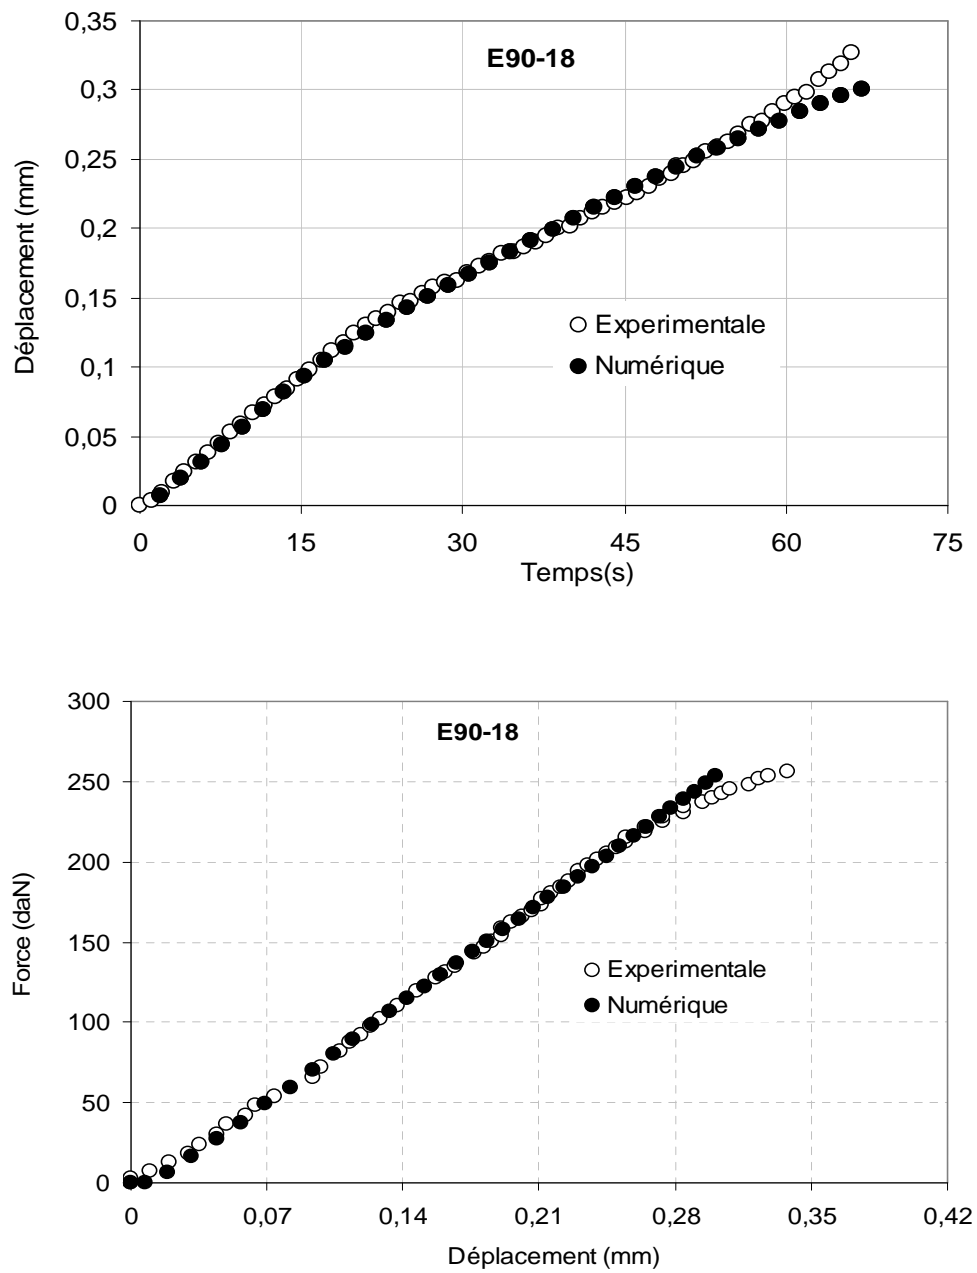 E90-18
0,35
0,3
0,25
0,2
0,15
0,1
0,05
0
Déplacement (mm)
Experimentale
Numérique
0 15 30 45 60 75
Temps(s)
E90-18
300
250
200
150
100
50
0
Force (daN)
Experimentale
Numérique
0 0,07 0,14 0,21 0,28 0,35 0,42
Déplacement (mm)